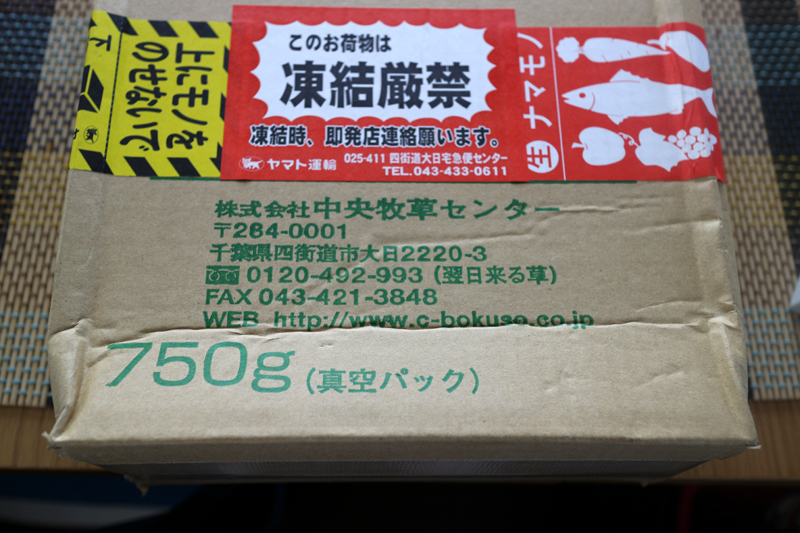 上にモノを
のせないで
下
このお荷物は
凍結厳禁
凍結時、即発店連絡願います。
ヤマト運輸 025-411 四街道大日宅急便センター
TEL.043-433-0611
生 ナマモノ
株式会社中央牧草センター
〒284-0001
千葉県四街道市大日2220-3
0120-492-993（翌日来る草）
FAX 043-421-3848
WEB http://www.c-bokuso.co.jp
750g（真空パック）